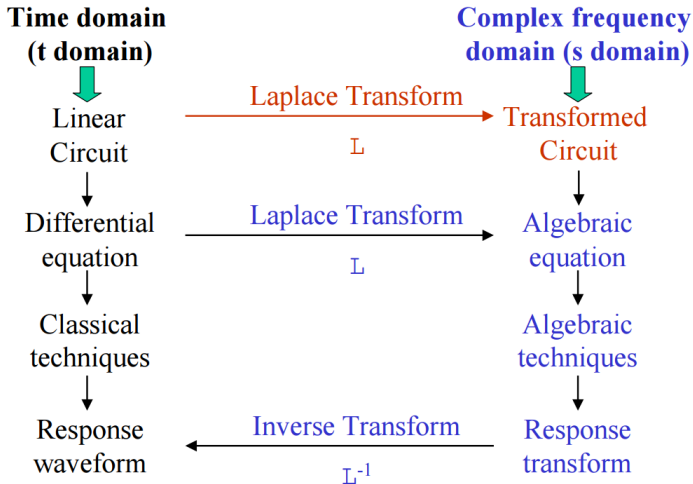 Time domain
(t domain)
Complex frequency
domain (s domain)
Linear
Circuit
Laplace Transform
L
Transformed
Circuit
Differential
equation
Laplace Transform
L
Algebraic
equation
Classical
techniques
Algebraic
techniques
Response
waveform
Inverse Transform
L⁻¹
Response
transform